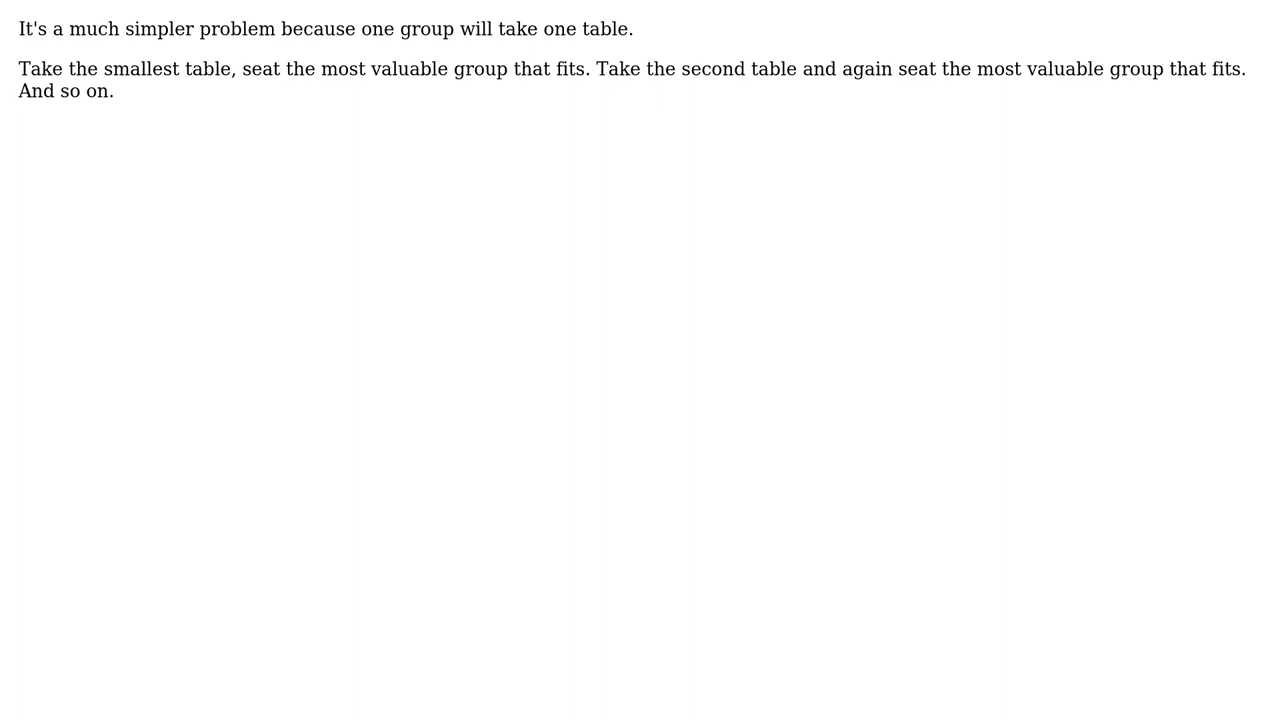 It's a much simpler problem because one group will take one table.
Take the smallest table, seat the most valuable group that fits. Take the second table and again seat the most valuable group that fits.
And so on.